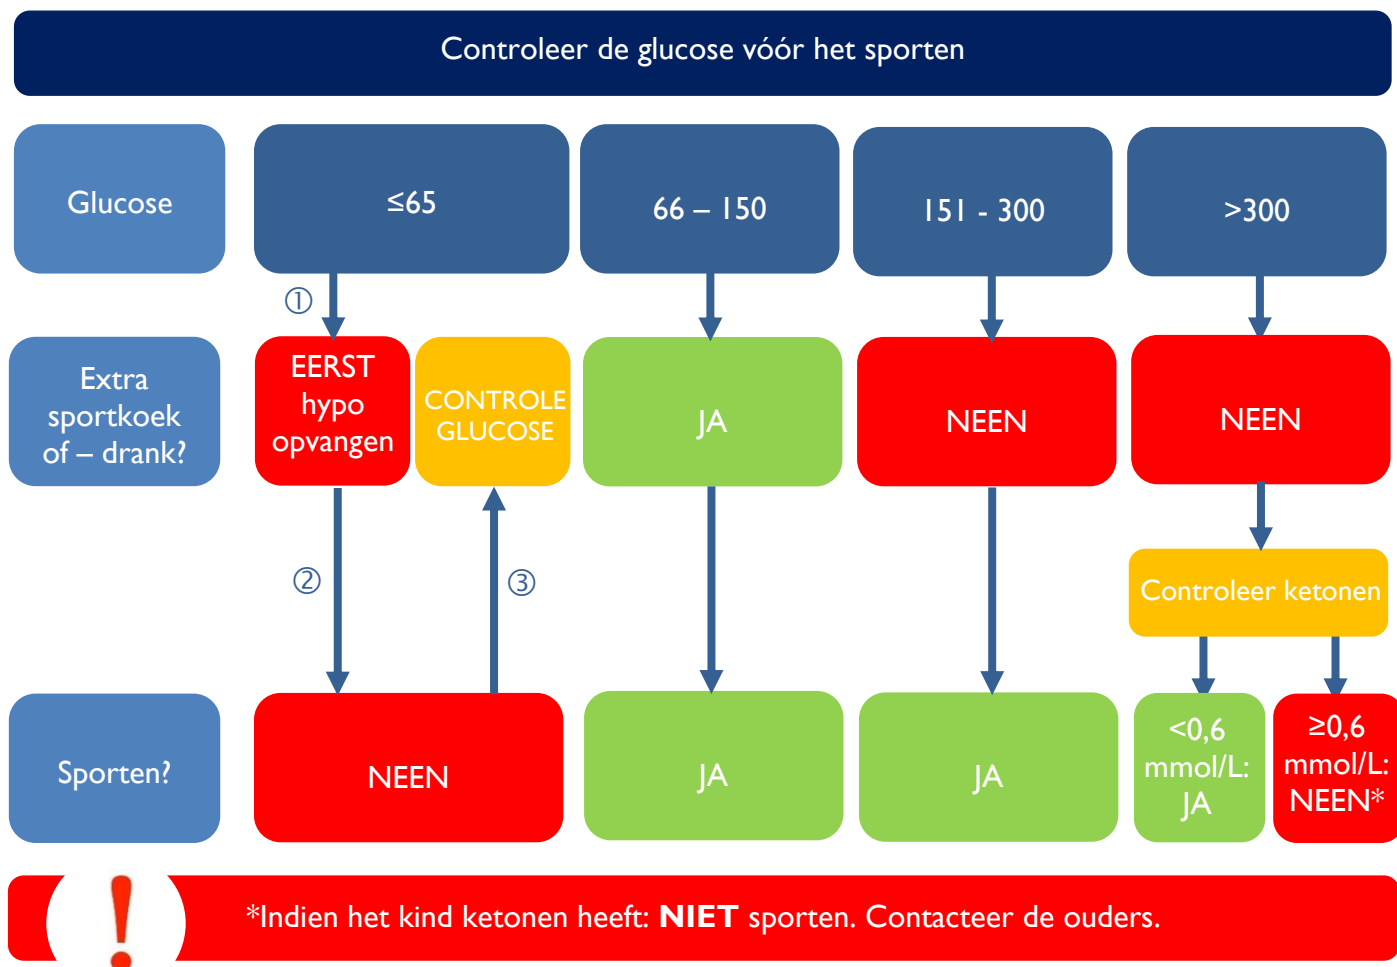 Controleer de glucose vóór het sporten
Glucose
≤65
66 – 150
151 - 300
>300
①
Extra
sportkoek
of – drank?
EERST
hypo
opvangen
CONTROLE
GLUCOSE
JA
NEEN
NEEN
②
③
Controleer ketonen
Sporten?
NEEN
JA
JA
<0,6
mmol/L:
JA
≥0,6
mmol/L:
NEEN*
*Indien het kind ketonen heeft: NIET sporten. Contacteer de ouders.